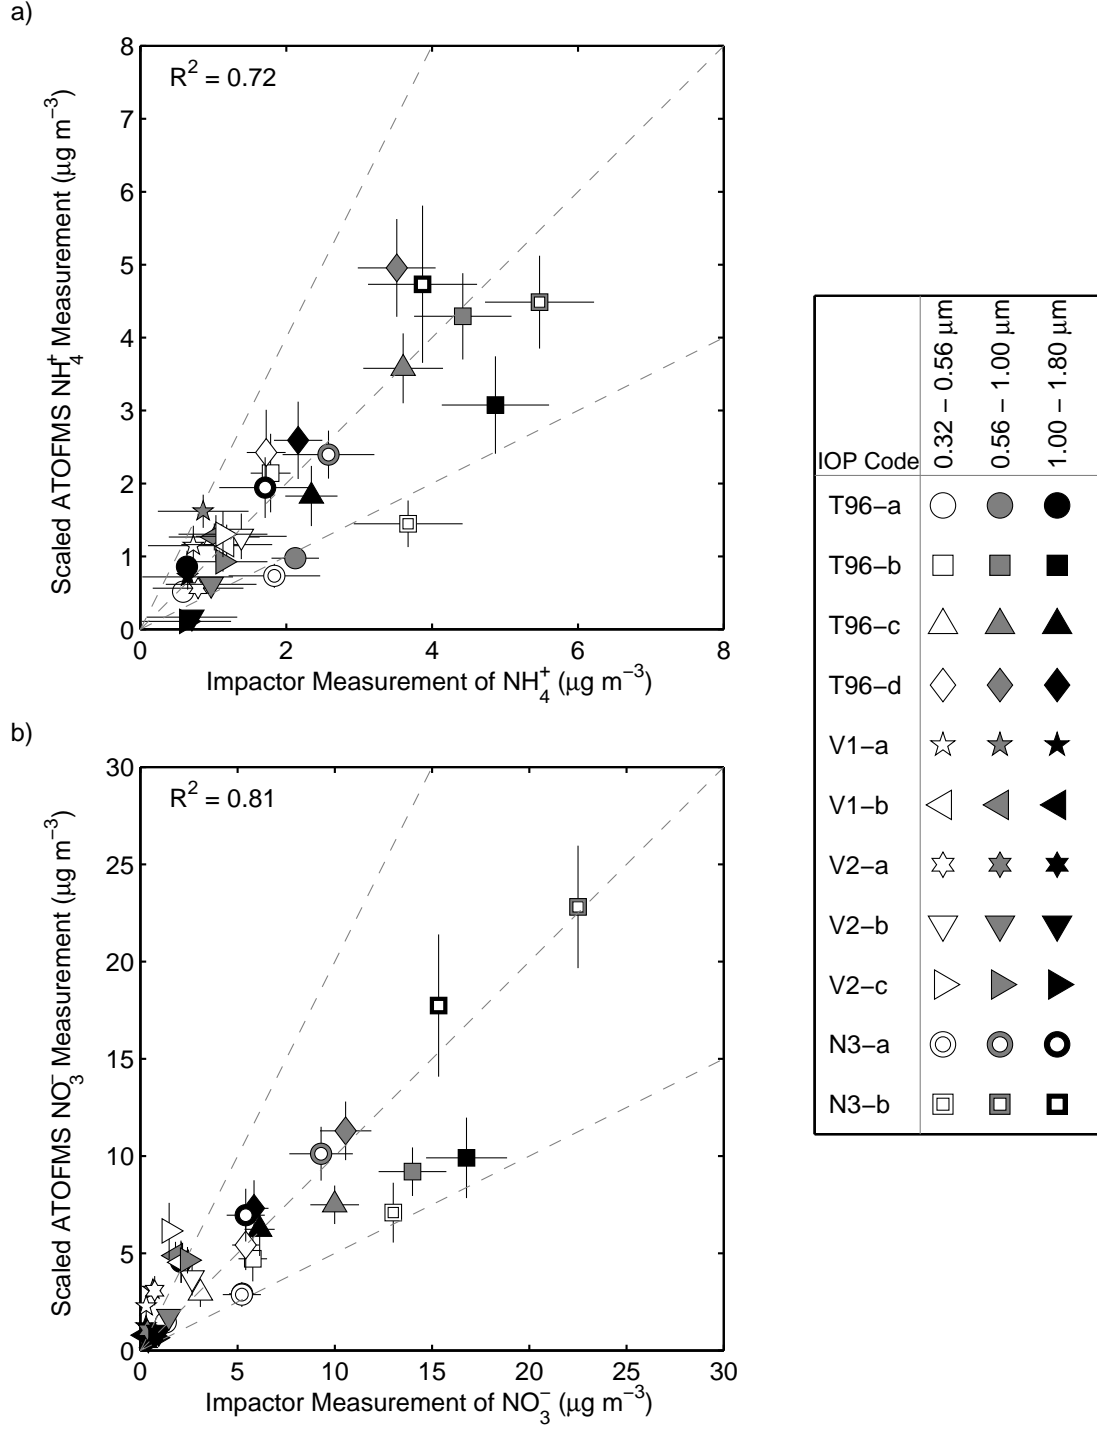 a)
R² = 0.72
Scaled ATOFMS NH₄⁺ Measurement (μg m⁻³)
8
7
6
5
4
3
2
1
0
0 2 4 6 8
Impactor Measurement of NH₄⁺ (μg m⁻³)
b)
R² = 0.81
Scaled ATOFMS NO₃⁻ Measurement (μg m⁻³)
30
25
20
15
10
5
0
0 5 10 15 20 25 30
Impactor Measurement of NO₃⁻ (μg m⁻³)
IOP Code 0.32 − 0.56 μm 0.56 − 1.00 μm 1.00 − 1.80 μm
T96−a
T96−b
T96−c
T96−d
V1−a
V1−b
V2−a
V2−b
V2−c
N3−a
N3−b